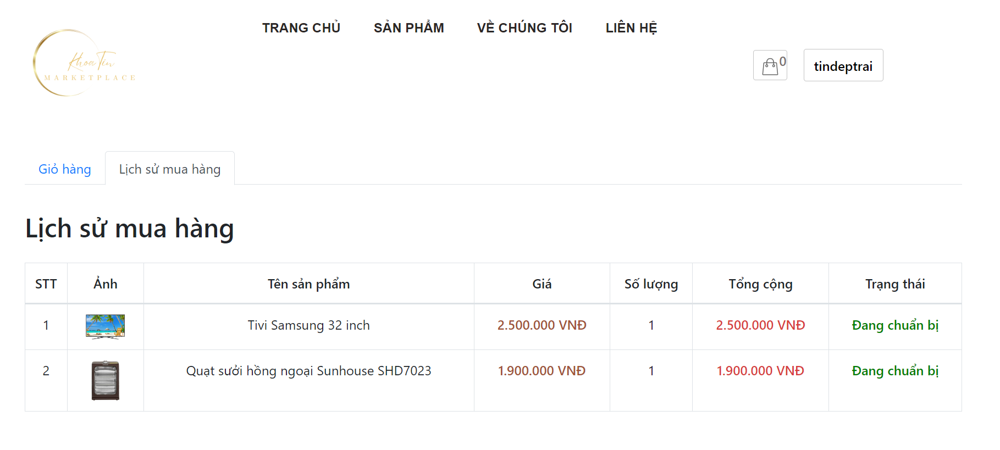 TRANG CHỦ SẢN PHẨM VỀ CHÚNG TÔI LIÊN HỆ
Khoa Tin
MARKETPLACE
0
tindeptrai
Giỏ hàng Lịch sử mua hàng
Lịch sử mua hàng
STT Ảnh Tên sản phẩm Giá Số lượng Tổng cộng Trạng thái
1 Tivi Samsung 32 inch 2.500.000 VNĐ 1 2.500.000 VNĐ Đang chuẩn bị
2 Quạt sưởi hồng ngoại Sunhouse SHD7023 1.900.000 VNĐ 1 1.900.000 VNĐ Đang chuẩn bị